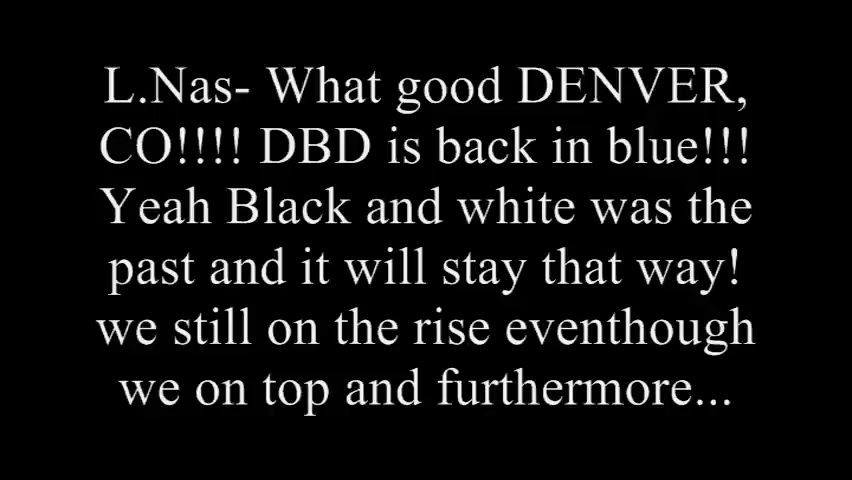 L.Nas- What good DENVER,
CO!!!! DBD is back in blue!!!
Yeah Black and white was the
past and it will stay that way!
we still on the rise eventhough
we on top and furthermore...